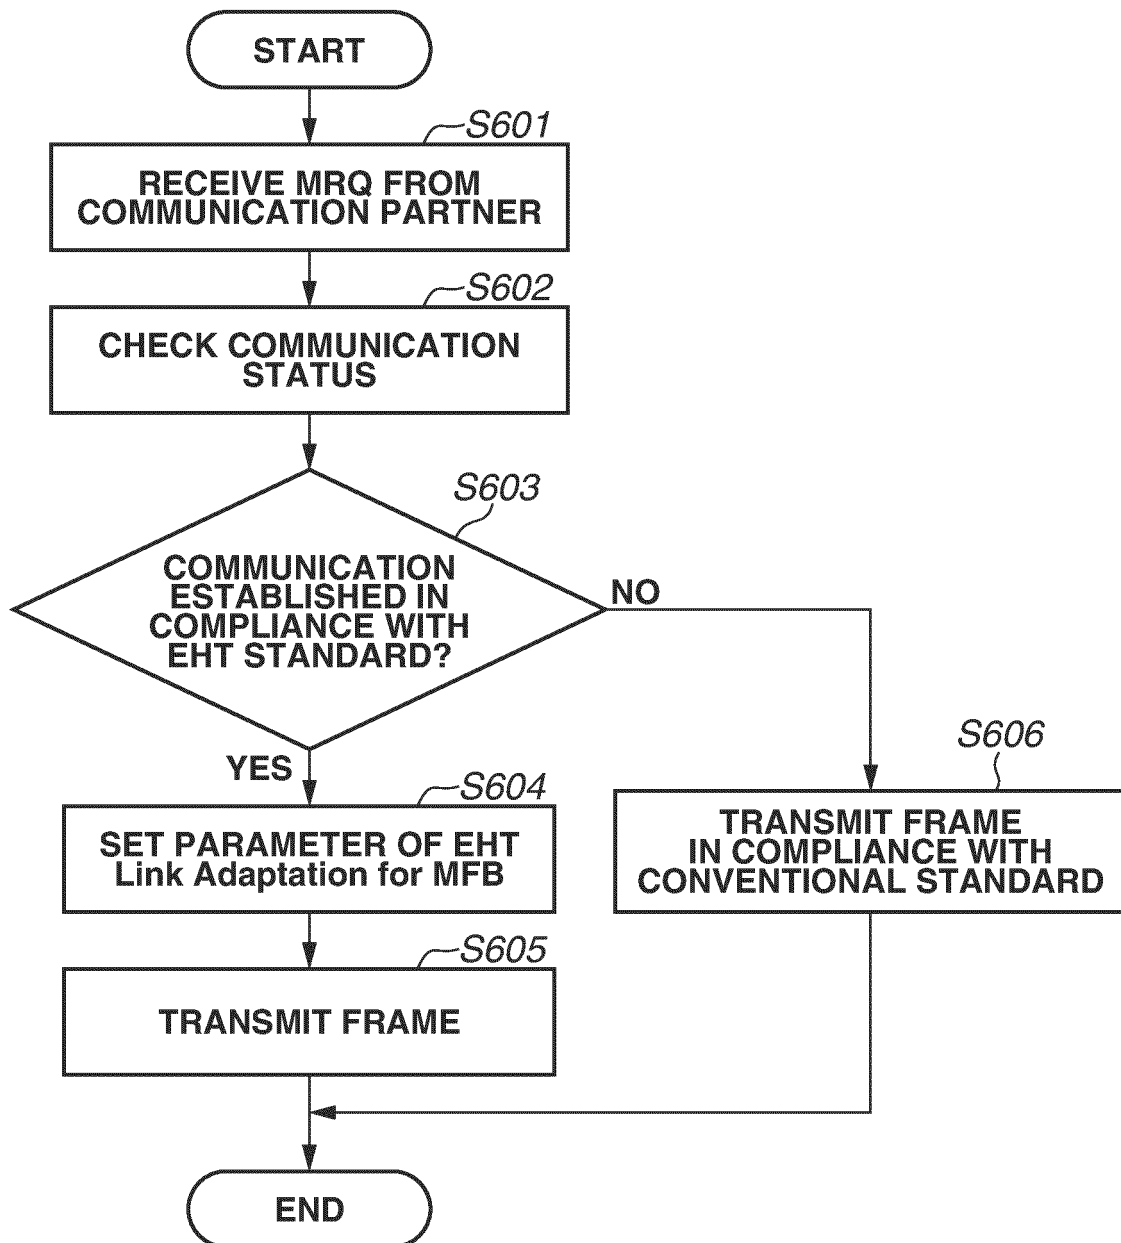 START
S601
RECEIVE MRQ FROM
COMMUNICATION PARTNER
S602
CHECK COMMUNICATION
STATUS
S603
COMMUNICATION
ESTABLISHED IN
COMPLIANCE WITH
EHT STANDARD?
NO
YES
S604
SET PARAMETER OF EHT
Link Adaptation for MFB
S605
TRANSMIT FRAME
S606
TRANSMIT FRAME
IN COMPLIANCE WITH
CONVENTIONAL STANDARD
END